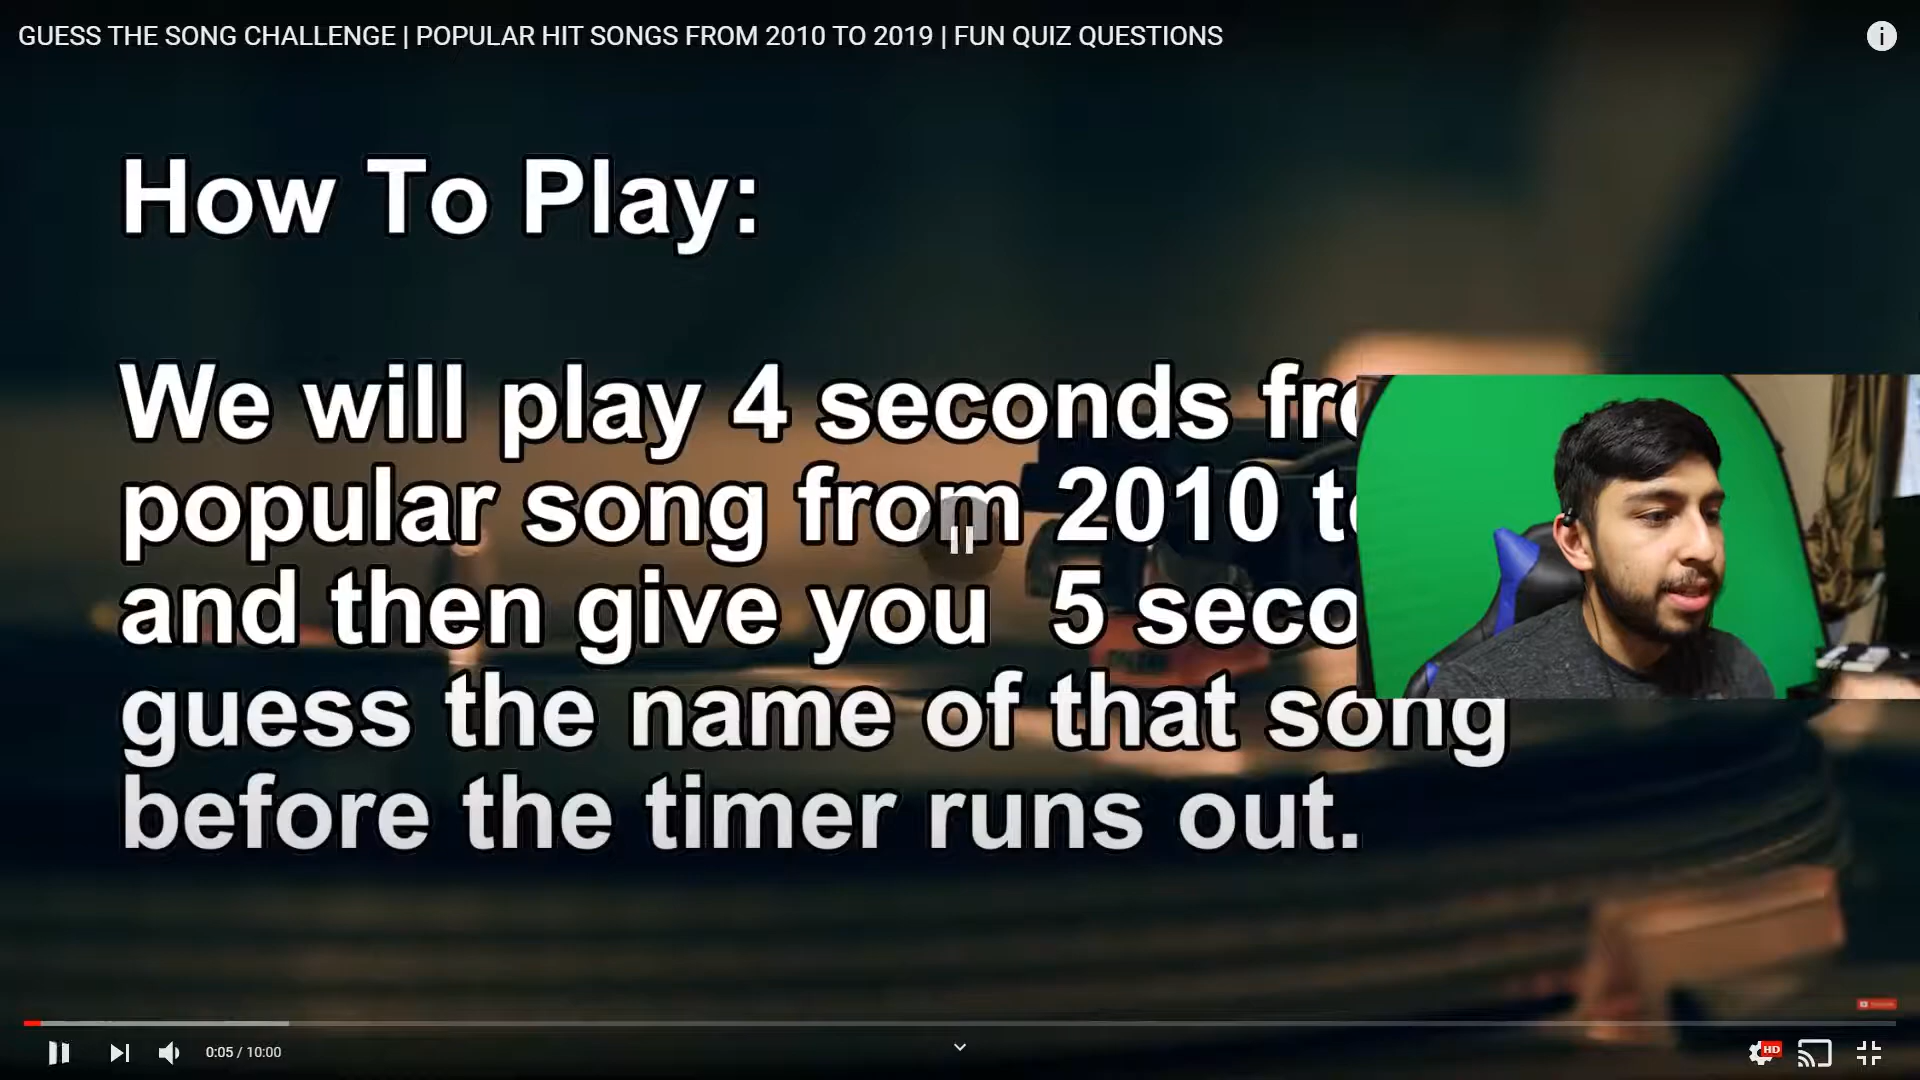 GUESS THE SONG CHALLENGE | POPULAR HIT SONGS FROM 2010 TO 2019 | FUN QUIZ QUESTIONS
How To Play:
We will play 4 seconds
popular song from 2010
and then give you 5
guess the name of that song
before the timer runs out.
0:05 / 10:00
HD